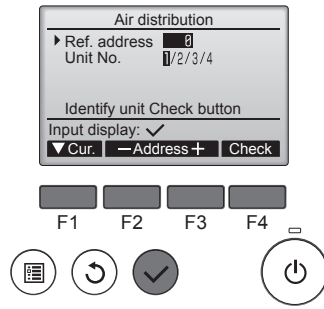 Air distribution
Ref. address 0
Unit No. 1/2/3/4
Identify unit Check button
Input display: ✓
▼ Cur. −Address+ Check
F1 F2 F3 F4